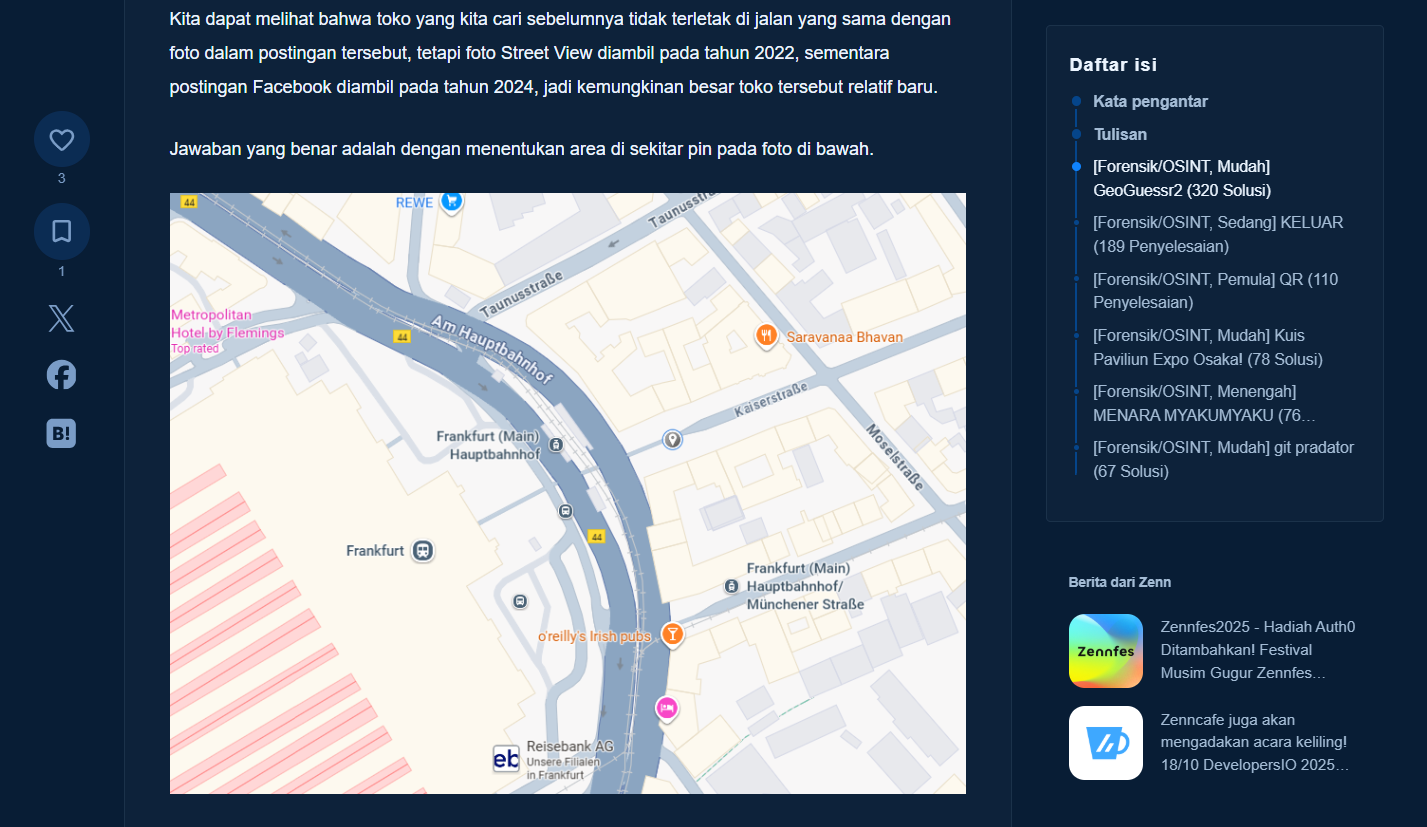 Kita dapat melihat bahwa toko yang kita cari sebelumnya tidak terletak di jalan yang sama dengan
foto dalam postingan tersebut, tetapi foto Street View diambil pada tahun 2022, sementara
postingan Facebook diambil pada tahun 2024, jadi kemungkinan besar toko tersebut relatif baru.
Jawaban yang benar adalah dengan menentukan area di sekitar pin pada foto di bawah.
3
1
B!
44
REWE
Taunusstraße
Taunusstraße
Metropolitan
Hotel by Flemings
Top rated
44
Am Hauptbahnhof
Saravanaa Bhavan
Kaiserstraße
Frankfurt (Main)
Hauptbahnhof
Moselstraße
44
Frankfurt
Frankfurt (Main)
Hauptbahnhof/
Münchener Straße
o'reilly's Irish pubs
eb
Reisebank AG
Unsere Filialen
in Frankfurt
Daftar isi
Kata pengantar
Tulisan
[Forensik/OSINT, Mudah]
GeoGuessr2 (320 Solusi)
[Forensik/OSINT, Sedang] KELUAR
(189 Penyelesaian)
[Forensik/OSINT, Pemula] QR (110
Penyelesaian)
[Forensik/OSINT, Mudah] Kuis
Paviliun Expo Osaka! (78 Solusi)
[Forensik/OSINT, Menengah]
MENARA MYAKUMYAKU (76…
[Forensik/OSINT, Mudah] git pradator
(67 Solusi)
Berita dari Zenn
Zennfes
Zennfes2025 - Hadiah Auth0
Ditambahkan! Festival
Musim Gugur Zennfes…
Zenncafe juga akan
mengadakan acara keliling!
18/10 DevelopersIO 2025…